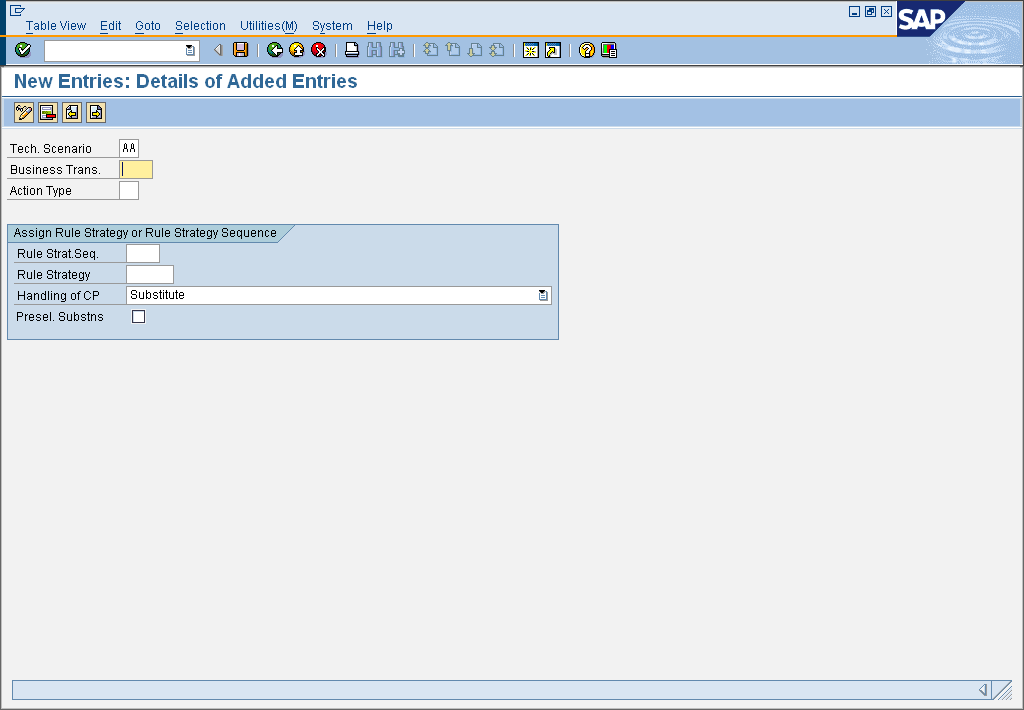 Table View Edit Goto Selection Utilities(M) System Help
SAP
New Entries: Details of Added Entries
Tech. Scenario AA
Business Trans.
Action Type
Assign Rule Strategy or Rule Strategy Sequence
Rule Strat.Seq.
Rule Strategy
Handling of CP Substitute
Presel. Substns